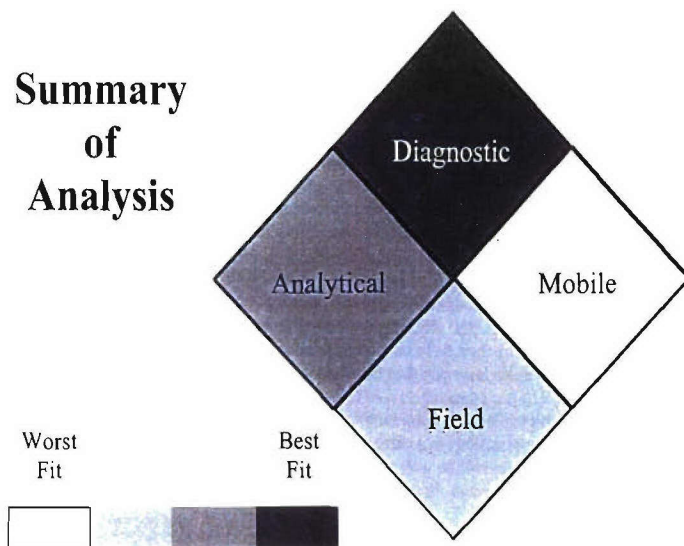 Summary
of
Analysis
Diagnostic
Analytical
Mobile
Field
Worst
Fit
Best
Fit